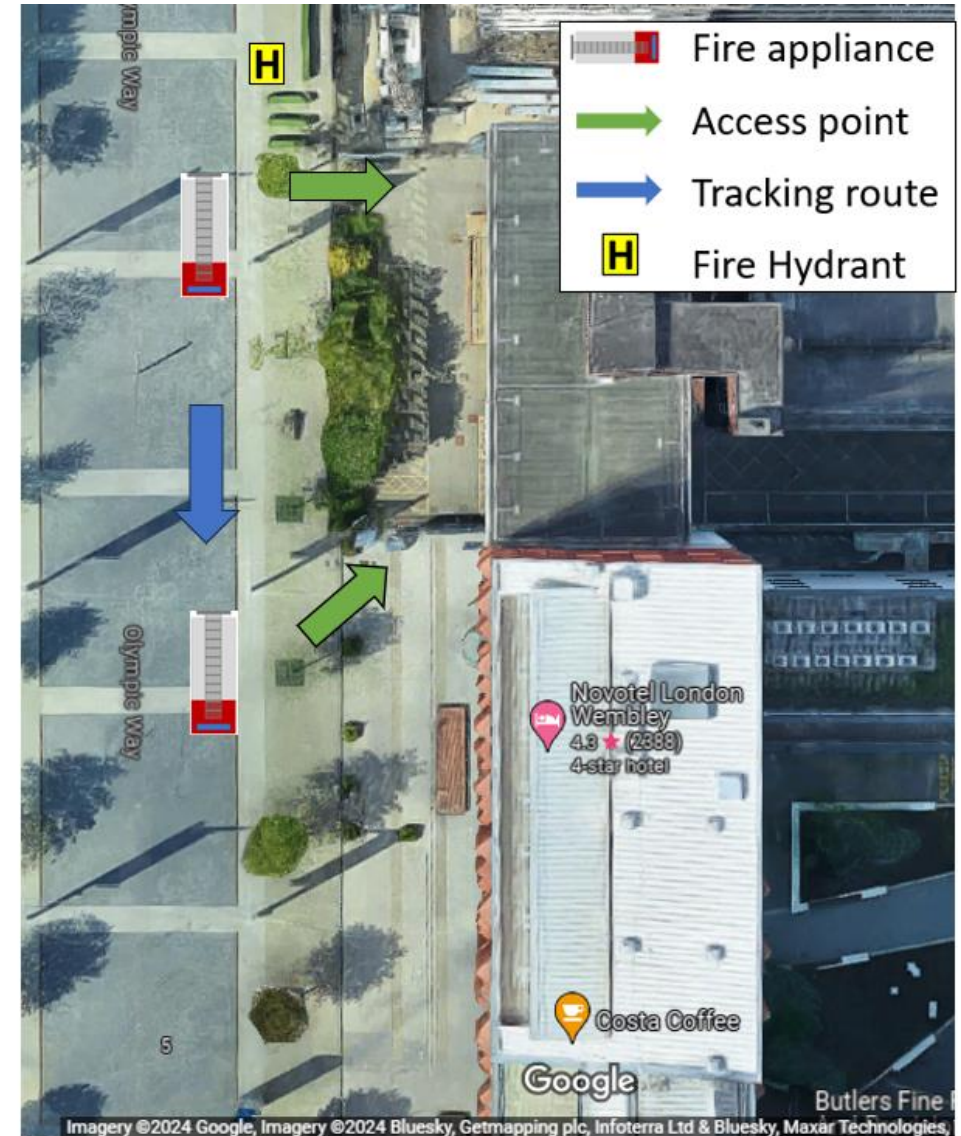 Olympic Way
H
Fire appliance
Access point
Tracking route
H
Fire Hydrant
Olympic Way
Novotel London
Wembley
4.3 ★ (2388)
4-star hotel
Costa Coffee
5
Google
Butlers Fine
Imagery ©2024 Google, Imagery ©2024 Bluesky, Getmapping plc, Infoterra Ltd & Bluesky, Maxar Technologies,